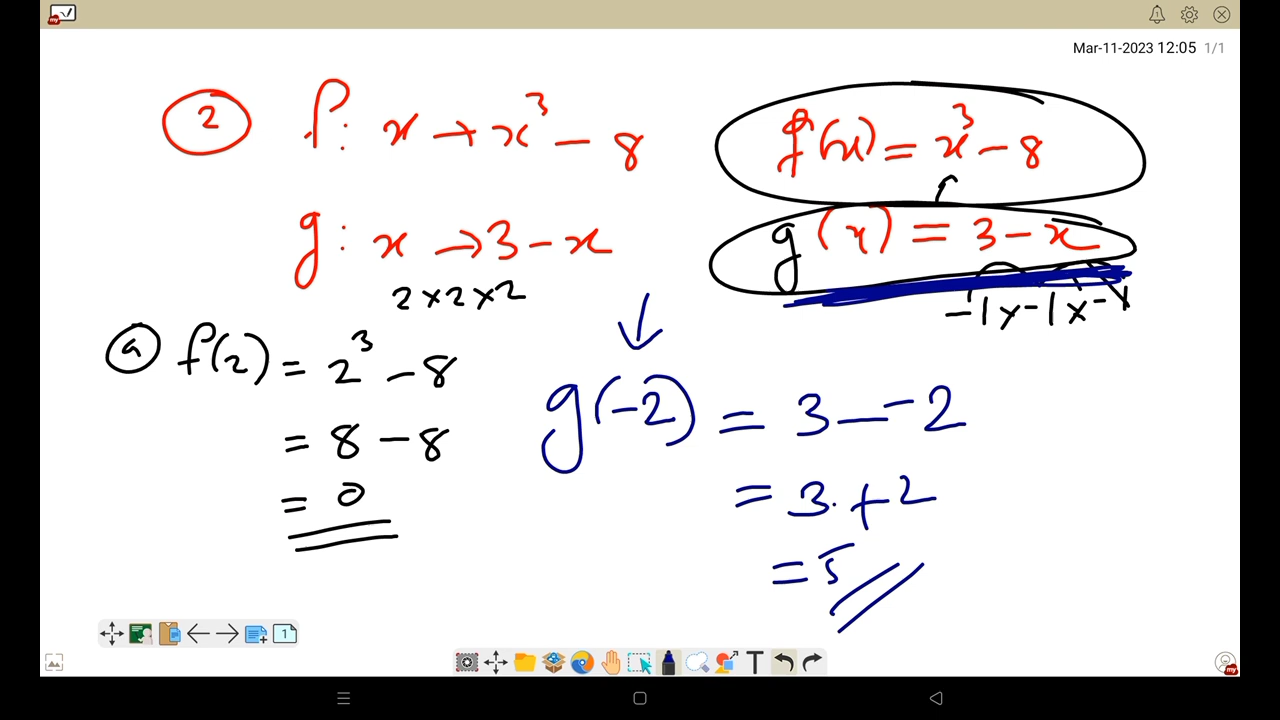 Mar-11-2023 12:05 1/1
2 f: x → x³ - 8
f(x) = x³ - 8
g: x → 3 - x
g(x) = 3 - x
2 × 2 × 2
-1 x -1 x -1
a f(2) = 2³ - 8
= 8 - 8
= 0
g(-2) = 3 - -2
= 3 + 2
= 5
1
T